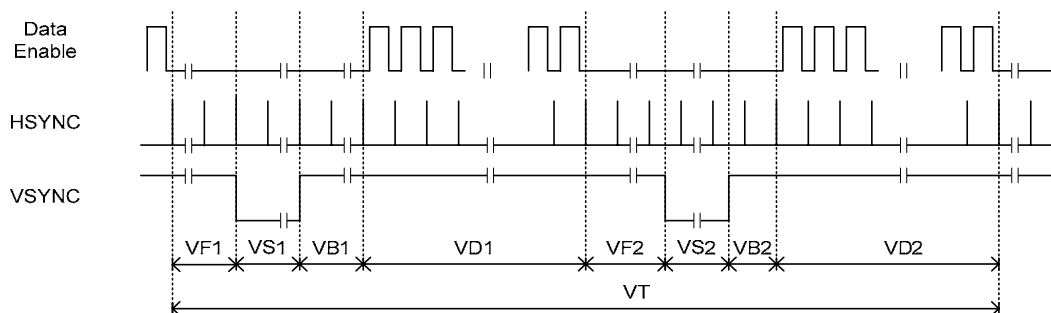 Data
Enable
HSYNC
VSYNC
VF1 VS1 VB1 VD1 VF2 VS2 VB2 VD2
VT